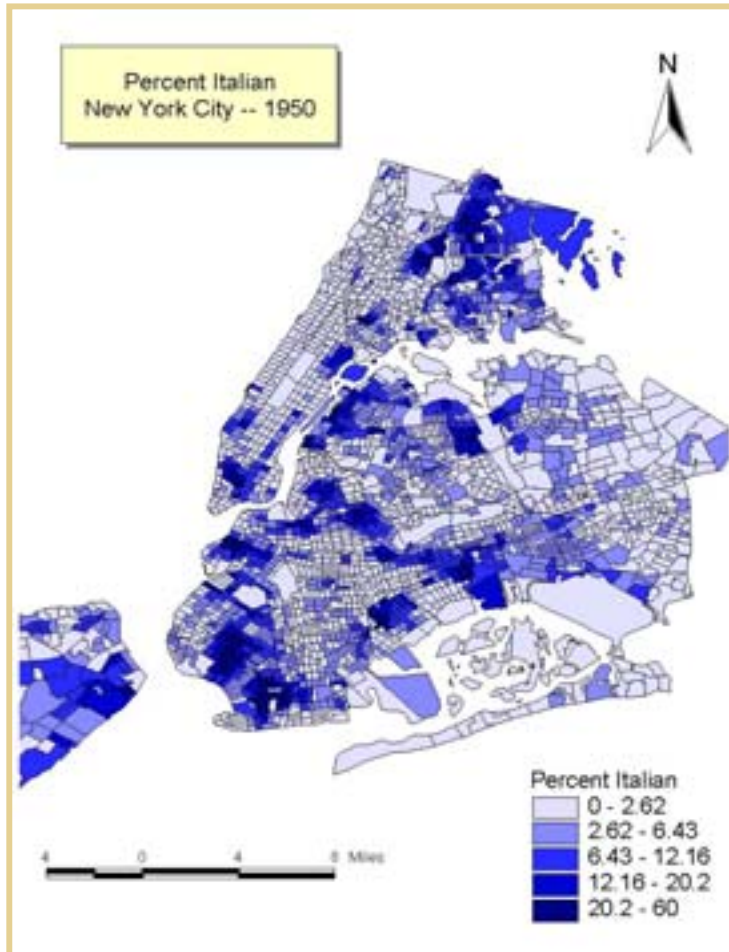 Percent Italian
New York City -- 1950
N
4 0 4 8 Miles
Percent Italian
0 - 2.62
2.62 - 6.43
6.43 - 12.16
12.16 - 20.2
20.2 - 60